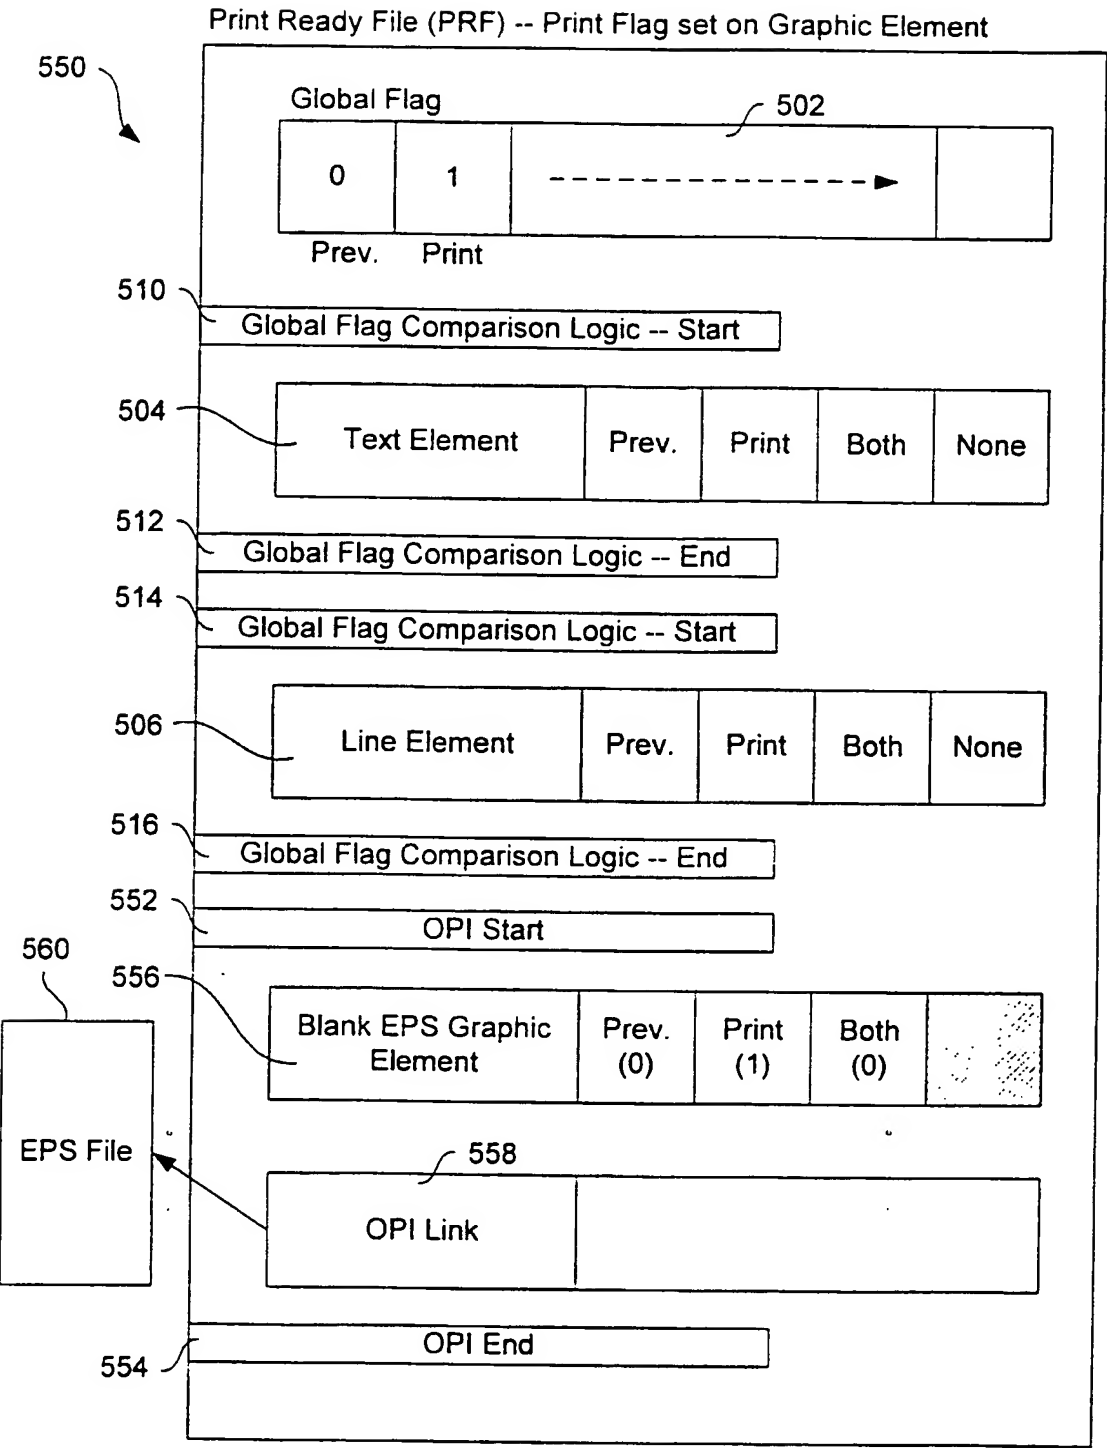 Print Ready File (PRF) -- Print Flag set on Graphic Element
550
Global Flag
502
0
1
Prev.
Print
510
Global Flag Comparison Logic -- Start
504
Text Element
Prev.
Print
Both
None
512
Global Flag Comparison Logic -- End
514
Global Flag Comparison Logic -- Start
506
Line Element
Prev.
Print
Both
None
516
Global Flag Comparison Logic -- End
552
OPI Start
560
556
Blank EPS Graphic
Element
Prev.
(0)
Print
(1)
Both
(0)
EPS File
558
OPI Link
OPI End
554